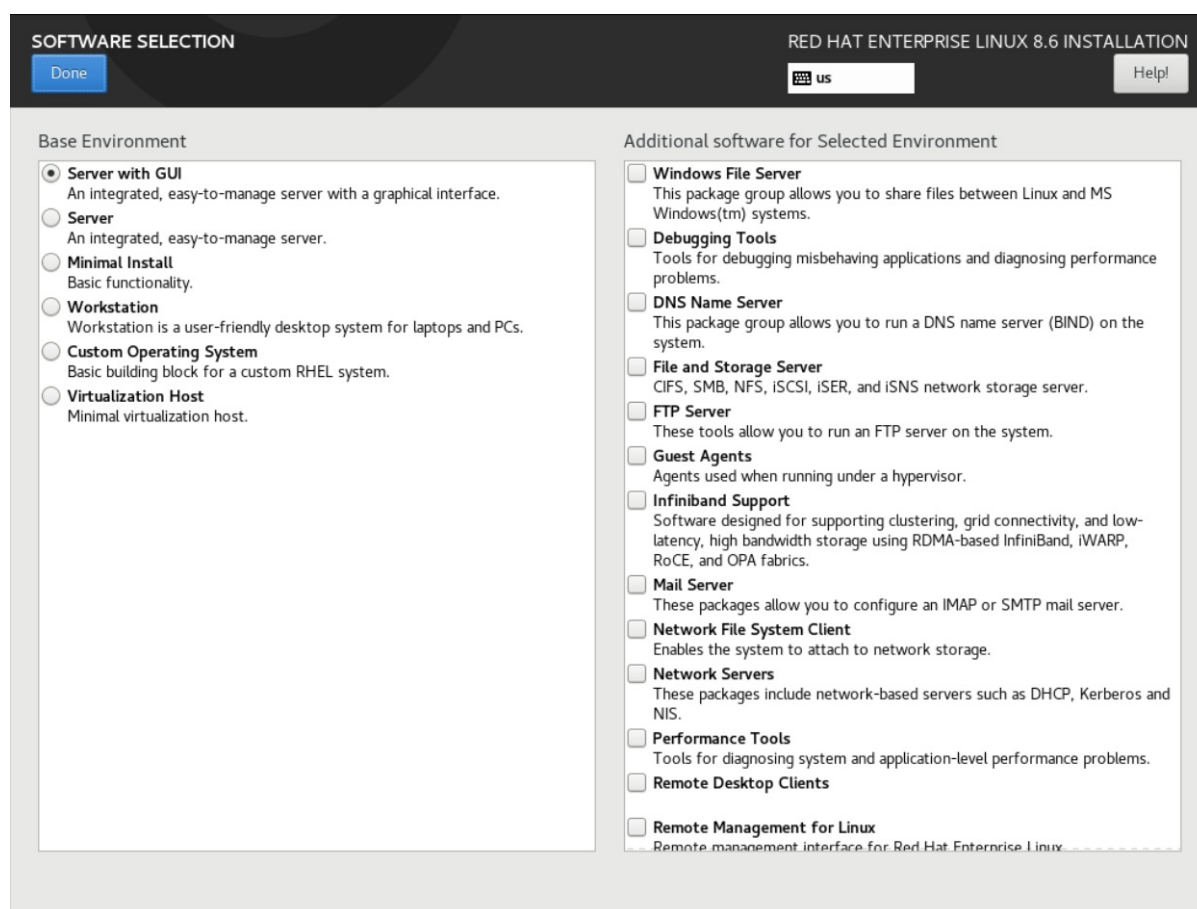 SOFTWARE SELECTION
Done
RED HAT ENTERPRISE LINUX 8.6 INSTALLATION
us
Help!
Base Environment
Server with GUI
An integrated, easy-to-manage server with a graphical interface.
Server
An integrated, easy-to-manage server.
Minimal Install
Basic functionality.
Workstation
Workstation is a user-friendly desktop system for laptops and PCs.
Custom Operating System
Basic building block for a custom RHEL system.
Virtualization Host
Minimal virtualization host.
Additional software for Selected Environment
Windows File Server
This package group allows you to share files between Linux and MS
Windows(tm) systems.
Debugging Tools
Tools for debugging misbehaving applications and diagnosing performance
problems.
DNS Name Server
This package group allows you to run a DNS name server (BIND) on the
system.
File and Storage Server
CIFS, SMB, NFS, iSCSI, iSER, and iSNS network storage server.
FTP Server
These tools allow you to run an FTP server on the system.
Guest Agents
Agents used when running under a hypervisor.
Infiniband Support
Software designed for supporting clustering, grid connectivity, and low-
latency, high bandwidth storage using RDMA-based InfiniBand, iWARP,
RoCE, and OPA fabrics.
Mail Server
These packages allow you to configure an IMAP or SMTP mail server.
Network File System Client
Enables the system to attach to network storage.
Network Servers
These packages include network-based servers such as DHCP, Kerberos and
NIS.
Performance Tools
Tools for diagnosing system and application-level performance problems.
Remote Desktop Clients
Remote Management for Linux
Remote management interface for Red Hat Enterprise Linux